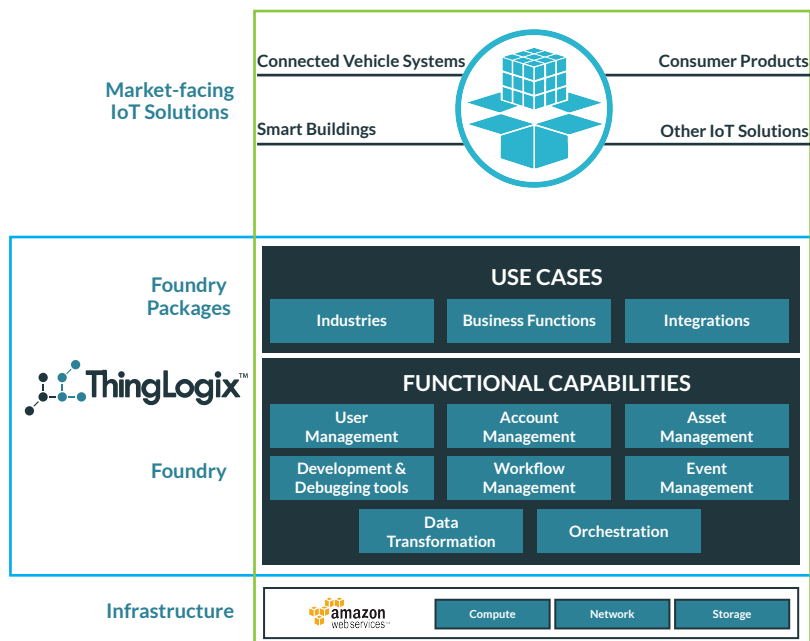 Market-facing
IoT Solutions
Connected Vehicle Systems
Consumer Products
Smart Buildings
Other IoT Solutions
Foundry
Packages
USE CASES
Industries
Business Functions
Integrations
ThingLogix™
FUNCTIONAL CAPABILITIES
User
Management
Account
Management
Asset
Management
Foundry
Development &
Debugging tools
Workflow
Management
Event
Management
Data
Transformation
Orchestration
Infrastructure
amazon
web services™
Compute
Network
Storage